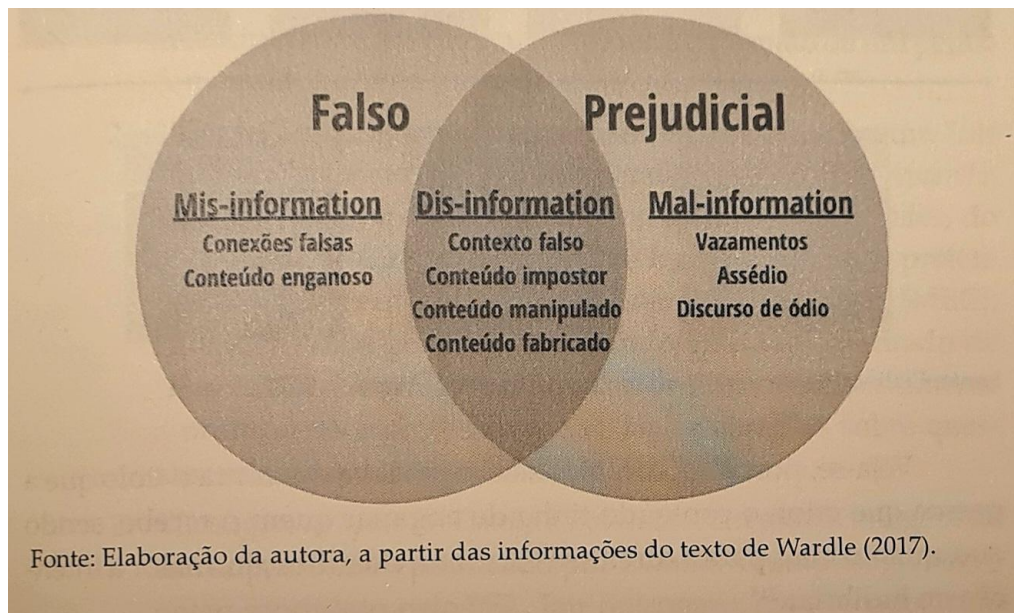 Falso
Prejudicial
Mis-information
Conexões falsas
Conteúdo enganoso
Dis-information
Contexto falso
Conteúdo impostor
Conteúdo manipulado
Conteúdo fabricado
Mal-information
Vazamentos
Assédio
Discurso de ódio
Fonte: Elaboração da autora, a partir das informações do texto de Wardle (2017).